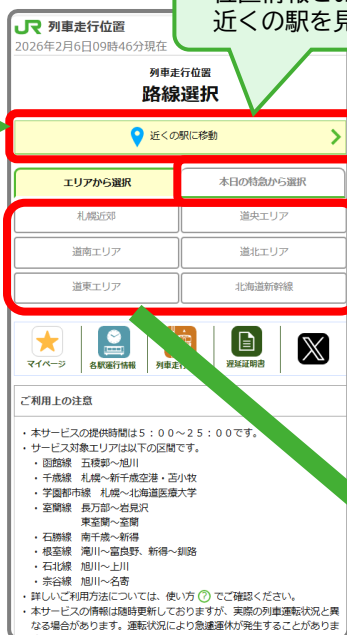 近くの駅を見
JR 列車走行位置
2026年2月6日09時46分現在
列車走行位置
路線選択
近くの駅に移動
エリアから選択
本日の特急から選択
札幌近郊
道央エリア
道南エリア
道北エリア
道東エリア
北海道新幹線
マイページ
各駅運行情報
遅延証明書
ご利用上の注意
・本サービスの提供時間は5：00～25：00です。
・サービス対象エリアは以下の区間です。
・函館線 五稜郭～旭川
・千歳線 札幌～新千歳空港・苫小牧
・学園都市線 札幌～北海道医療大学
・室蘭線 長万部～岩見沢
東室蘭～室蘭
・石勝線 南千歳～新得
・根室線 滝川～富良野、新得～釧路
・石北線 旭川～上川
・宗谷線 旭川～名寄
・詳しいご利用方法については、使い方 ? でご確認ください。
・本サービスの情報は随時更新しておりますが、実際の列車運転状況と異
なる場合があります。運転状況により急遽運休が発生することがありま